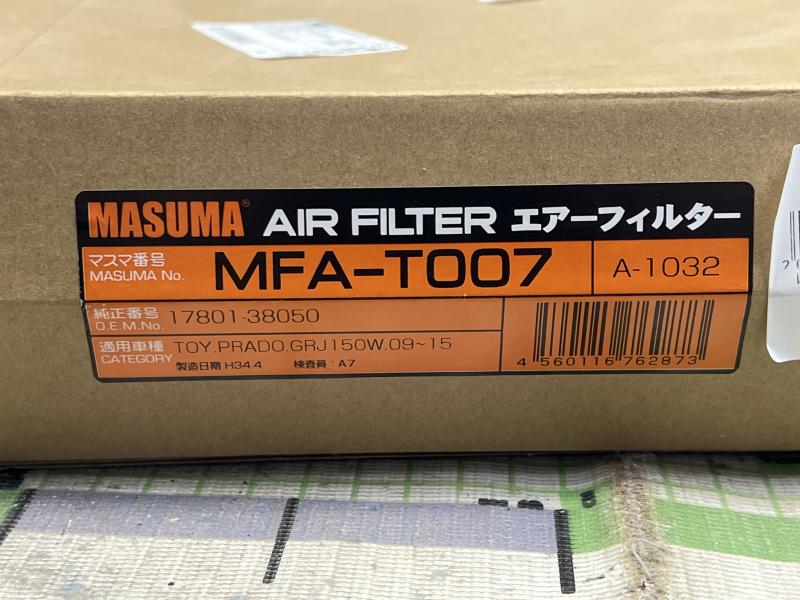 MASUMA® AIR FILTER エアーフィルター
マスマ番号
MASUMA No. MFA-T007 A-1032
純正番号
O.E.M.No. 17801-38050
適用車種
CATEGORY TOY.PRADO.GRJ150W.09~15
製造日期 H34.4 検査員:A7
4 560116 762873